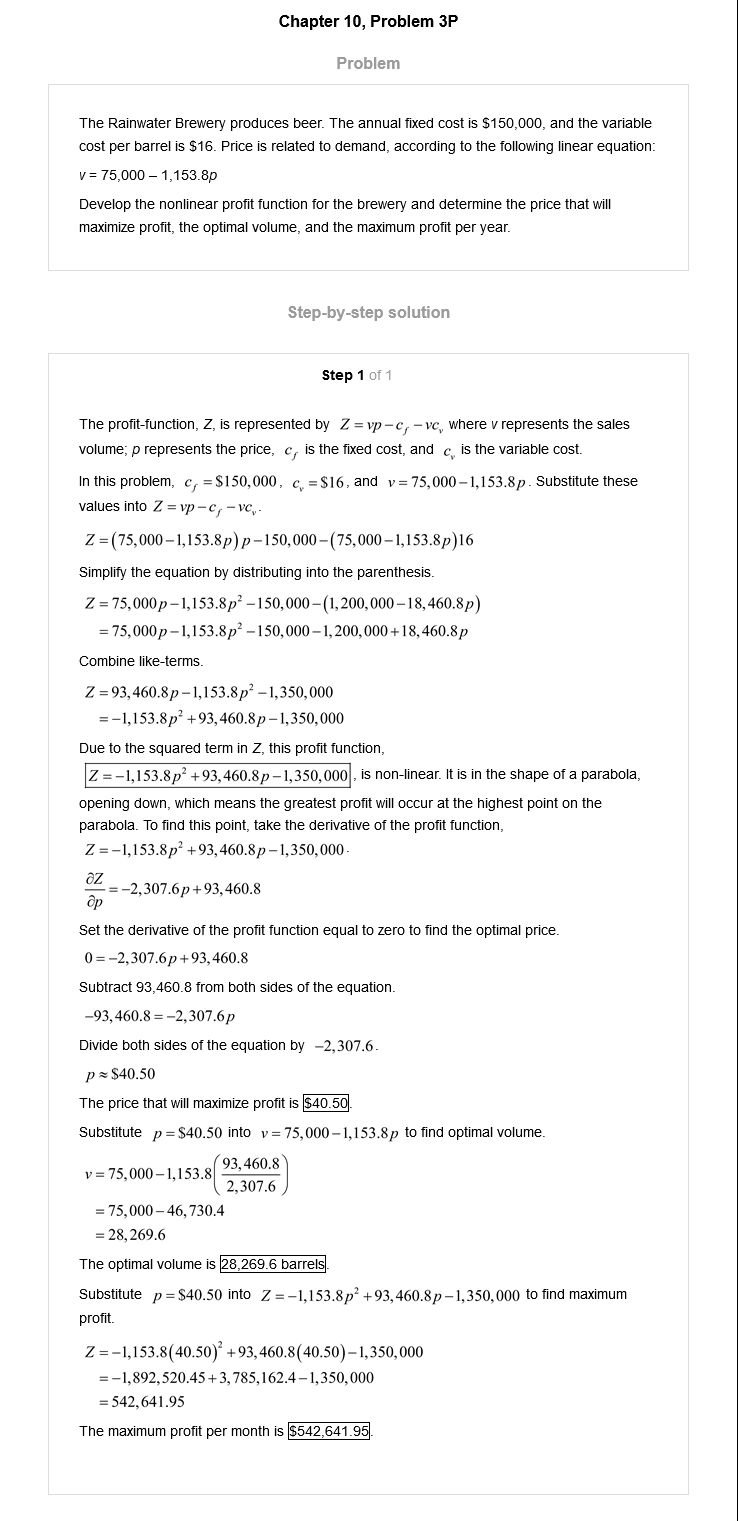 Chapter 10, Problem 3P
Problem
The Rainwater Brewery produces beer. The annual fixed cost is $150,000, and the variable
cost per barrel is $16. Price is related to demand, according to the following linear equation:
v = 75,000 – 1,153.8p
Develop the nonlinear profit function for the brewery and determine the price that will
maximize profit, the optimal volume, and the maximum profit per year.
Step-by-step solution
Step 1 of 1
The profit-function, Z, is represented by Z = vp − c_f − vc_v where v represents the sales
volume; p represents the price, c_f is the fixed cost, and c_v is the variable cost.
In this problem, c_f = $150,000, c_v = $16, and v = 75,000 − 1,153.8p. Substitute these
values into Z = vp − c_f − vc_v.
Z = (75,000 − 1,153.8p)p − 150,000 − (75,000 − 1,153.8p)16
Simplify the equation by distributing into the parenthesis.
Z = 75,000p − 1,153.8p² − 150,000 − (1,200,000 − 18,460.8p)
= 75,000p − 1,153.8p² − 150,000 − 1,200,000 + 18,460.8p
Combine like-terms.
Z = 93,460.8p − 1,153.8p² − 1,350,000
= −1,153.8p² + 93,460.8p − 1,350,000
Due to the squared term in Z, this profit function,
Z = −1,153.8p² + 93,460.8p − 1,350,000, is non-linear. It is in the shape of a parabola,
opening down, which means the greatest profit will occur at the highest point on the
parabola. To find this point, take the derivative of the profit function,
Z = −1,153.8p² + 93,460.8p − 1,350,000.
∂Z/∂p = −2,307.6p + 93,460.8
Set the derivative of the profit function equal to zero to find the optimal price.
0 = −2,307.6p + 93,460.8
Subtract 93,460.8 from both sides of the equation.
−93,460.8 = −2,307.6p
Divide both sides of the equation by −2,307.6.
p ≈ $40.50
The price that will maximize profit is $40.50.
Substitute p = $40.50 into v = 75,000 − 1,153.8p to find optimal volume.
v = 75,000 − 1,153.8(93,460.8/2,307.6)
= 75,000 − 46,730.4
= 28,269.6
The optimal volume is 28,269.6 barrels.
Substitute p = $40.50 into Z = −1,153.8p² + 93,460.8p − 1,350,000 to find maximum
profit.
Z = −1,153.8(40.50)² + 93,460.8(40.50) − 1,350,000
= −1,892,520.45 + 3,785,162.4 − 1,350,000
= 542,641.95
The maximum profit per month is $542,641.95.